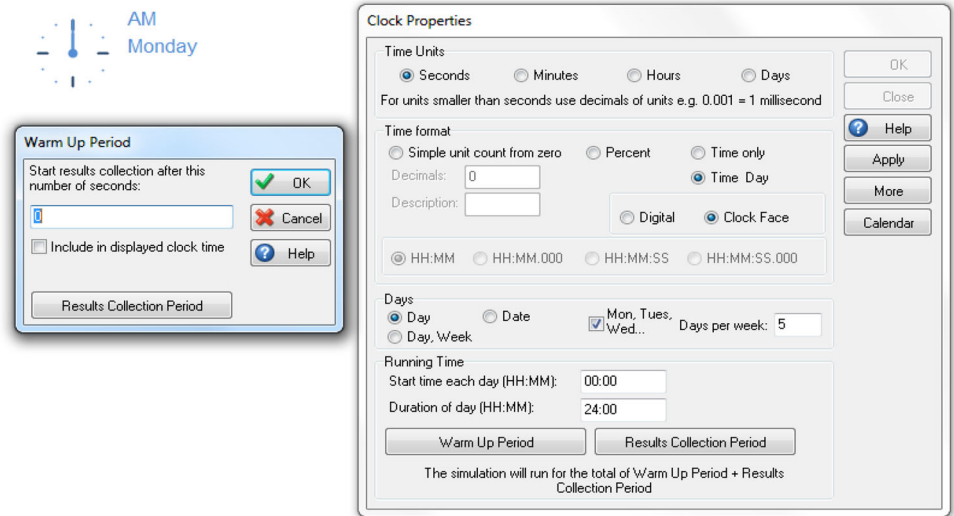 AM
Monday
Warm Up Period
Start results collection after this
number of seconds:
0
Include in displayed clock time
OK
Cancel
Help
Results Collection Period
Clock Properties
Time Units
Seconds Minutes Hours Days
For units smaller than seconds use decimals of units e.g. 0.001 = 1 millisecond
Time format
Simple unit count from zero Percent Time only
Decimals: 0 Time Day
Description:
Digital Clock Face
HH:MM HH:MM.000 HH:MM:SS HH:MM:SS.000
Days
Day Date Mon, Tues,
Wed... Days per week: 5
Day, Week
Running Time
Start time each day (HH:MM): 00:00
Duration of day (HH:MM): 24:00
Warm Up Period Results Collection Period
The simulation will run for the total of Warm Up Period + Results
Collection Period
OK
Close
Help
Apply
More
Calendar